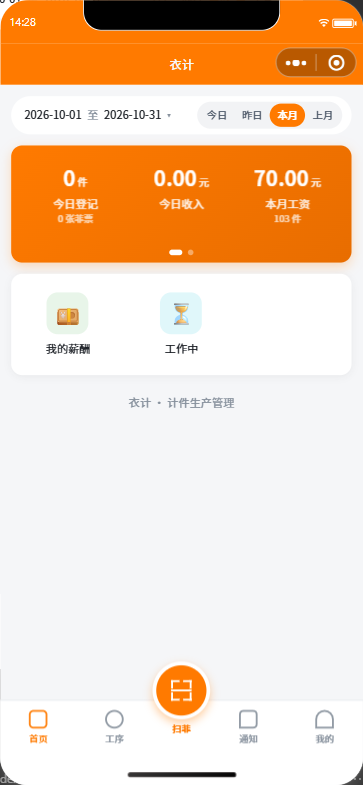 14:28
衣计
2026-10-01 至 2026-10-31 ▾ 今日 昨日 本月 上月
0件 0.00元 70.00元
今日登记 今日收入 本月工资
0 张菲票 103 件
我的薪酬 工作中
衣计 · 计件生产管理
首页 工序 扫菲 通知 我的